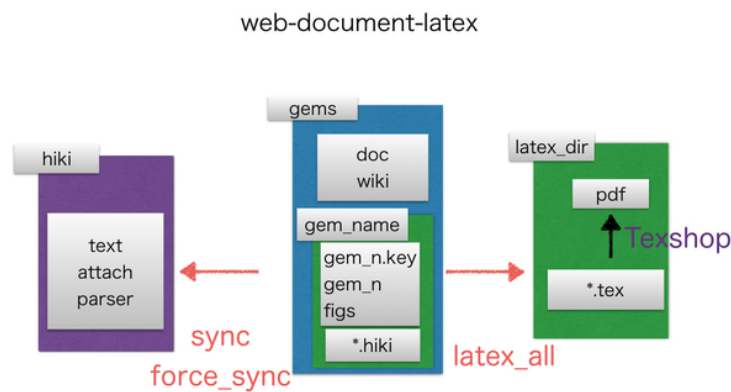 web-document-latex
gems
hiki
doc
wiki
latex_dir
pdf
gem_name
text
attach
parser
gem_n.key
gem_n
figs
Texshop
*.tex
*.hiki
sync
force_sync
latex_all